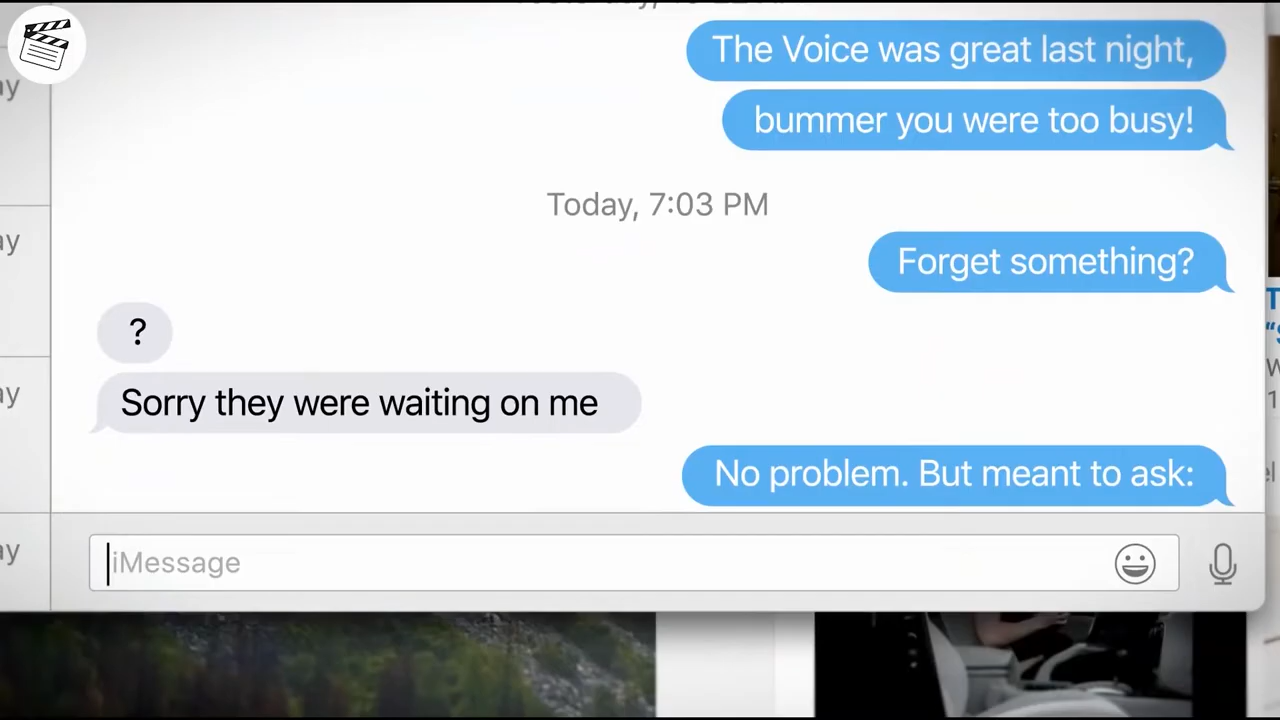 The Voice was great last night,
bummer you were too busy!
Today, 7:03 PM
Forget something?
?
Sorry they were waiting on me
No problem. But meant to ask:
iMessage